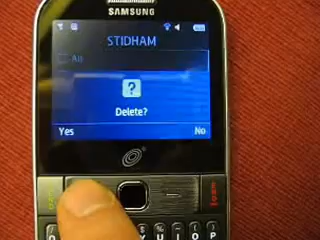 SAMSUNG
STIDHAM
All
?
Delete?
Yes
No
Y U I O P